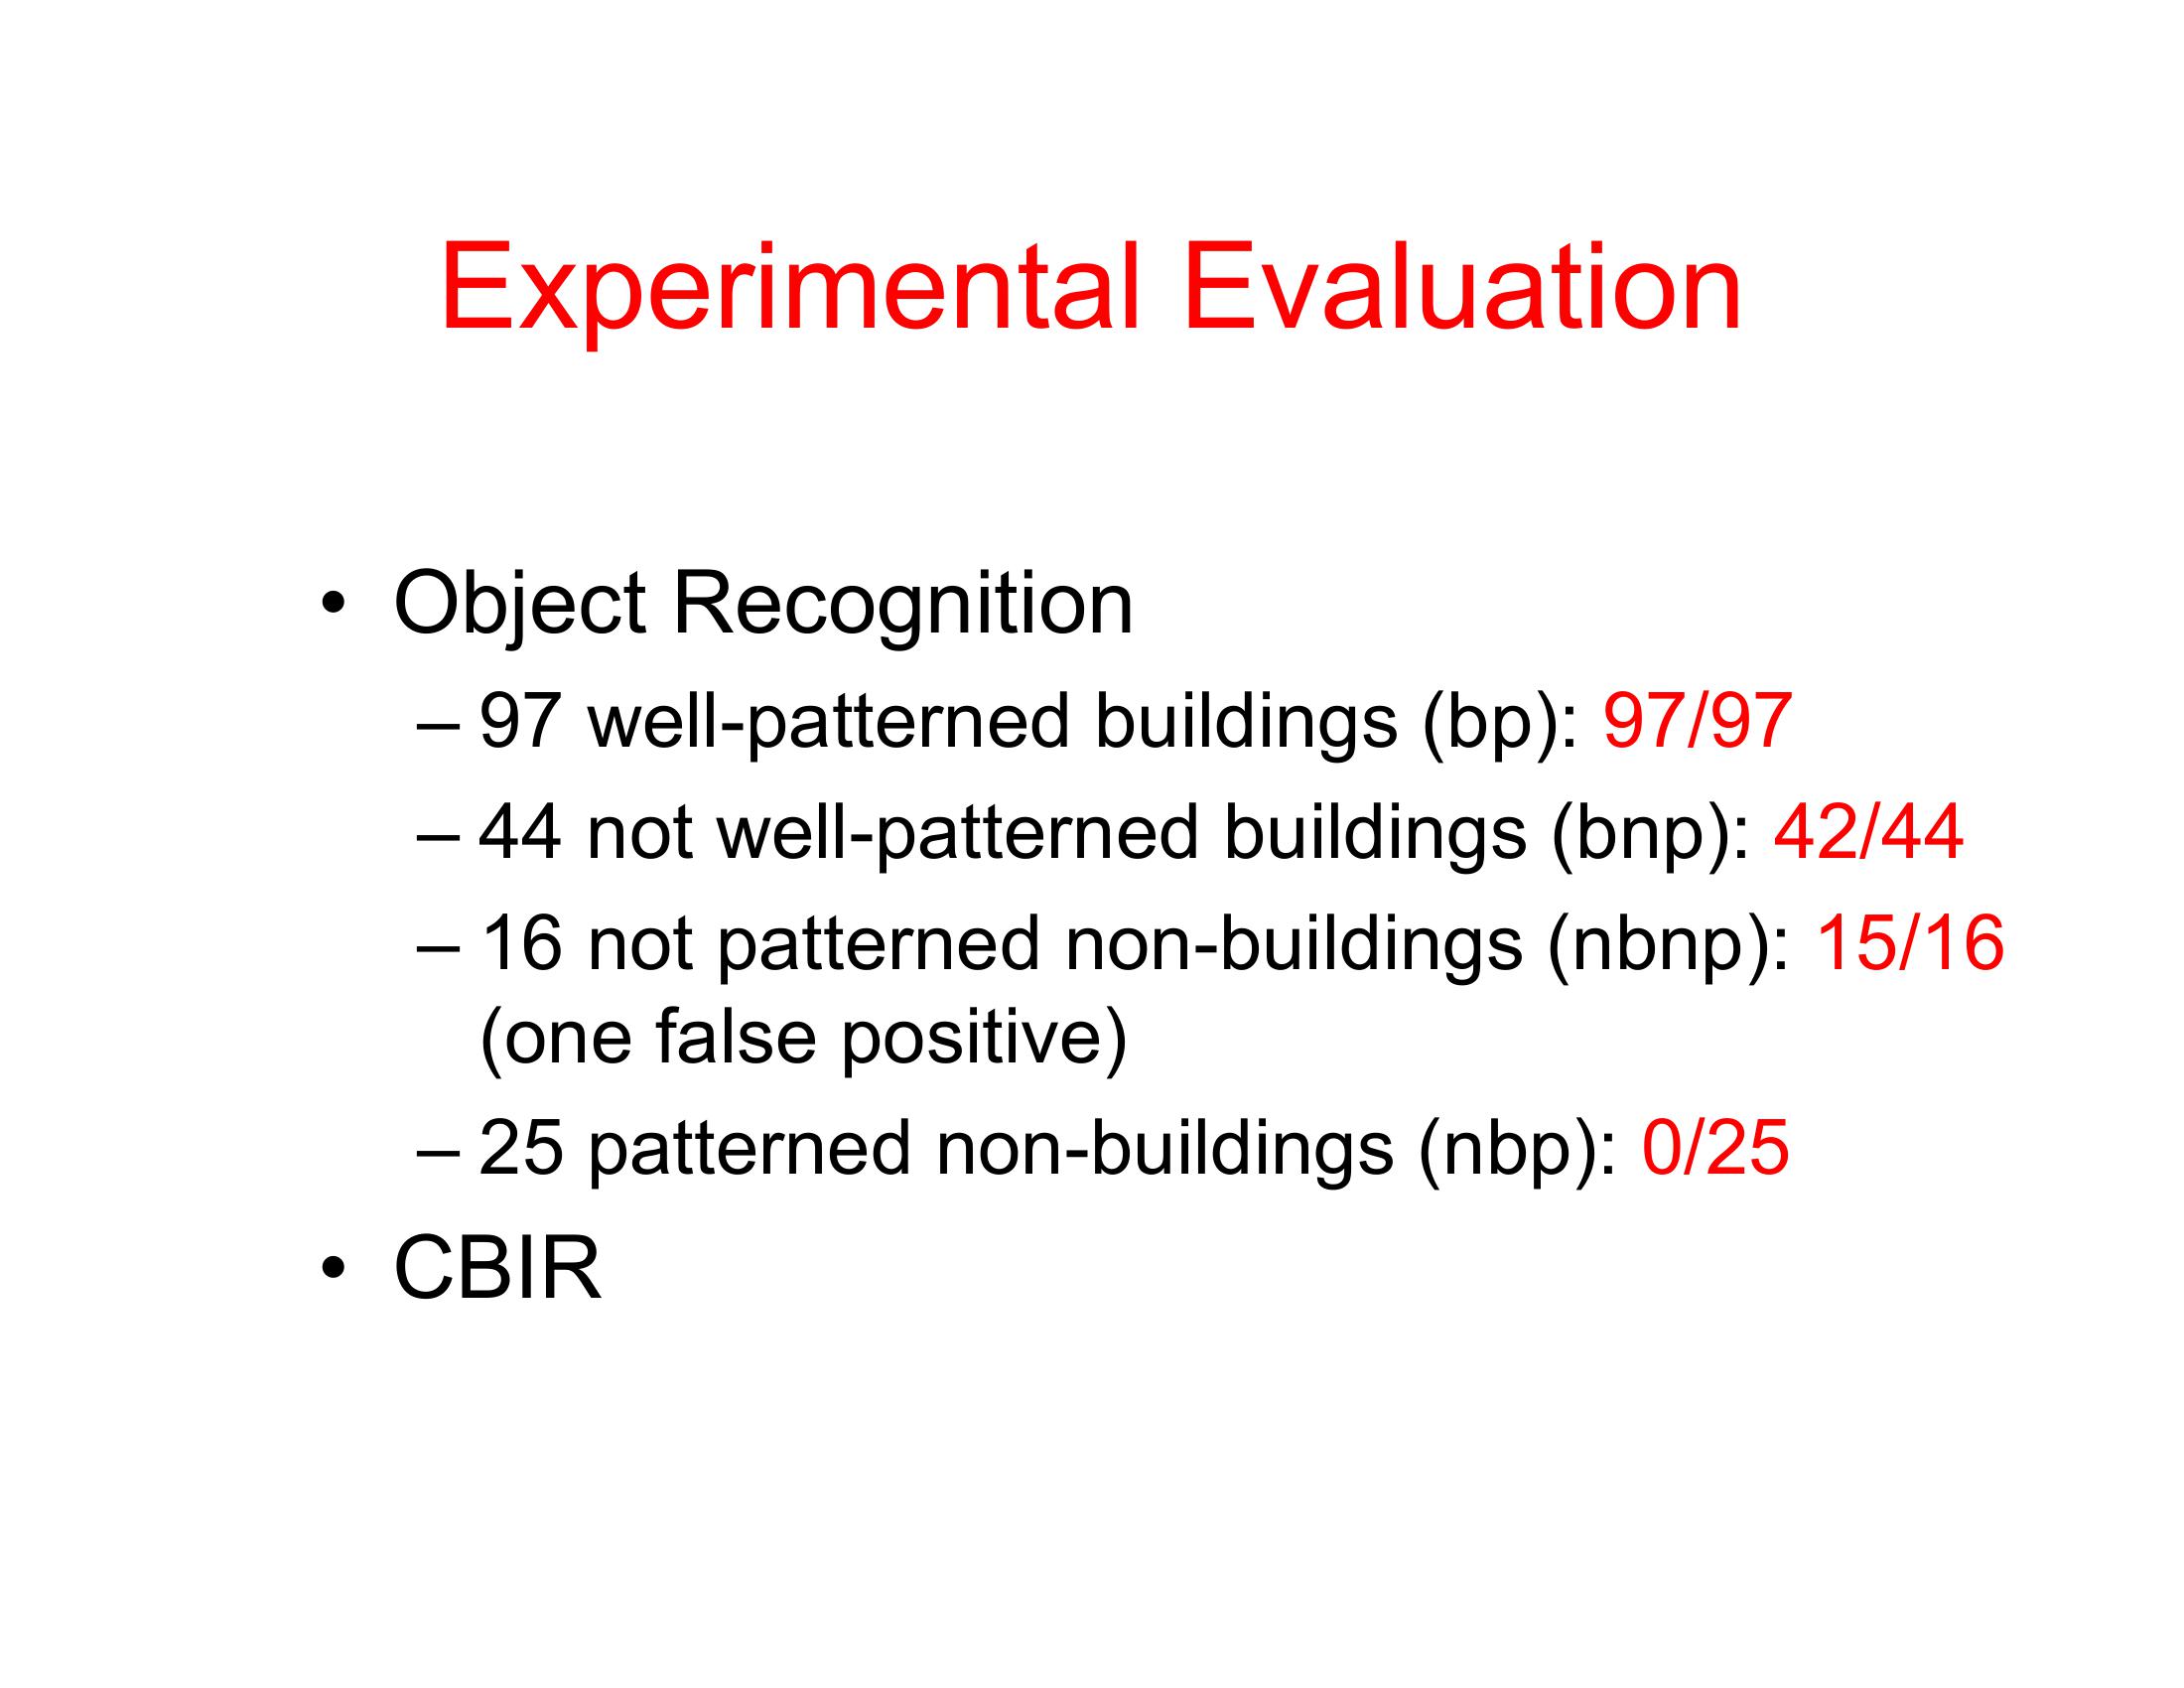 Experimental Evaluation
• Object Recognition
– 97 well-patterned buildings (bp): 97/97
– 44 not well-patterned buildings (bnp): 42/44
– 16 not patterned non-buildings (nbnp): 15/16
(one false positive)
– 25 patterned non-buildings (nbp): 0/25
• CBIR